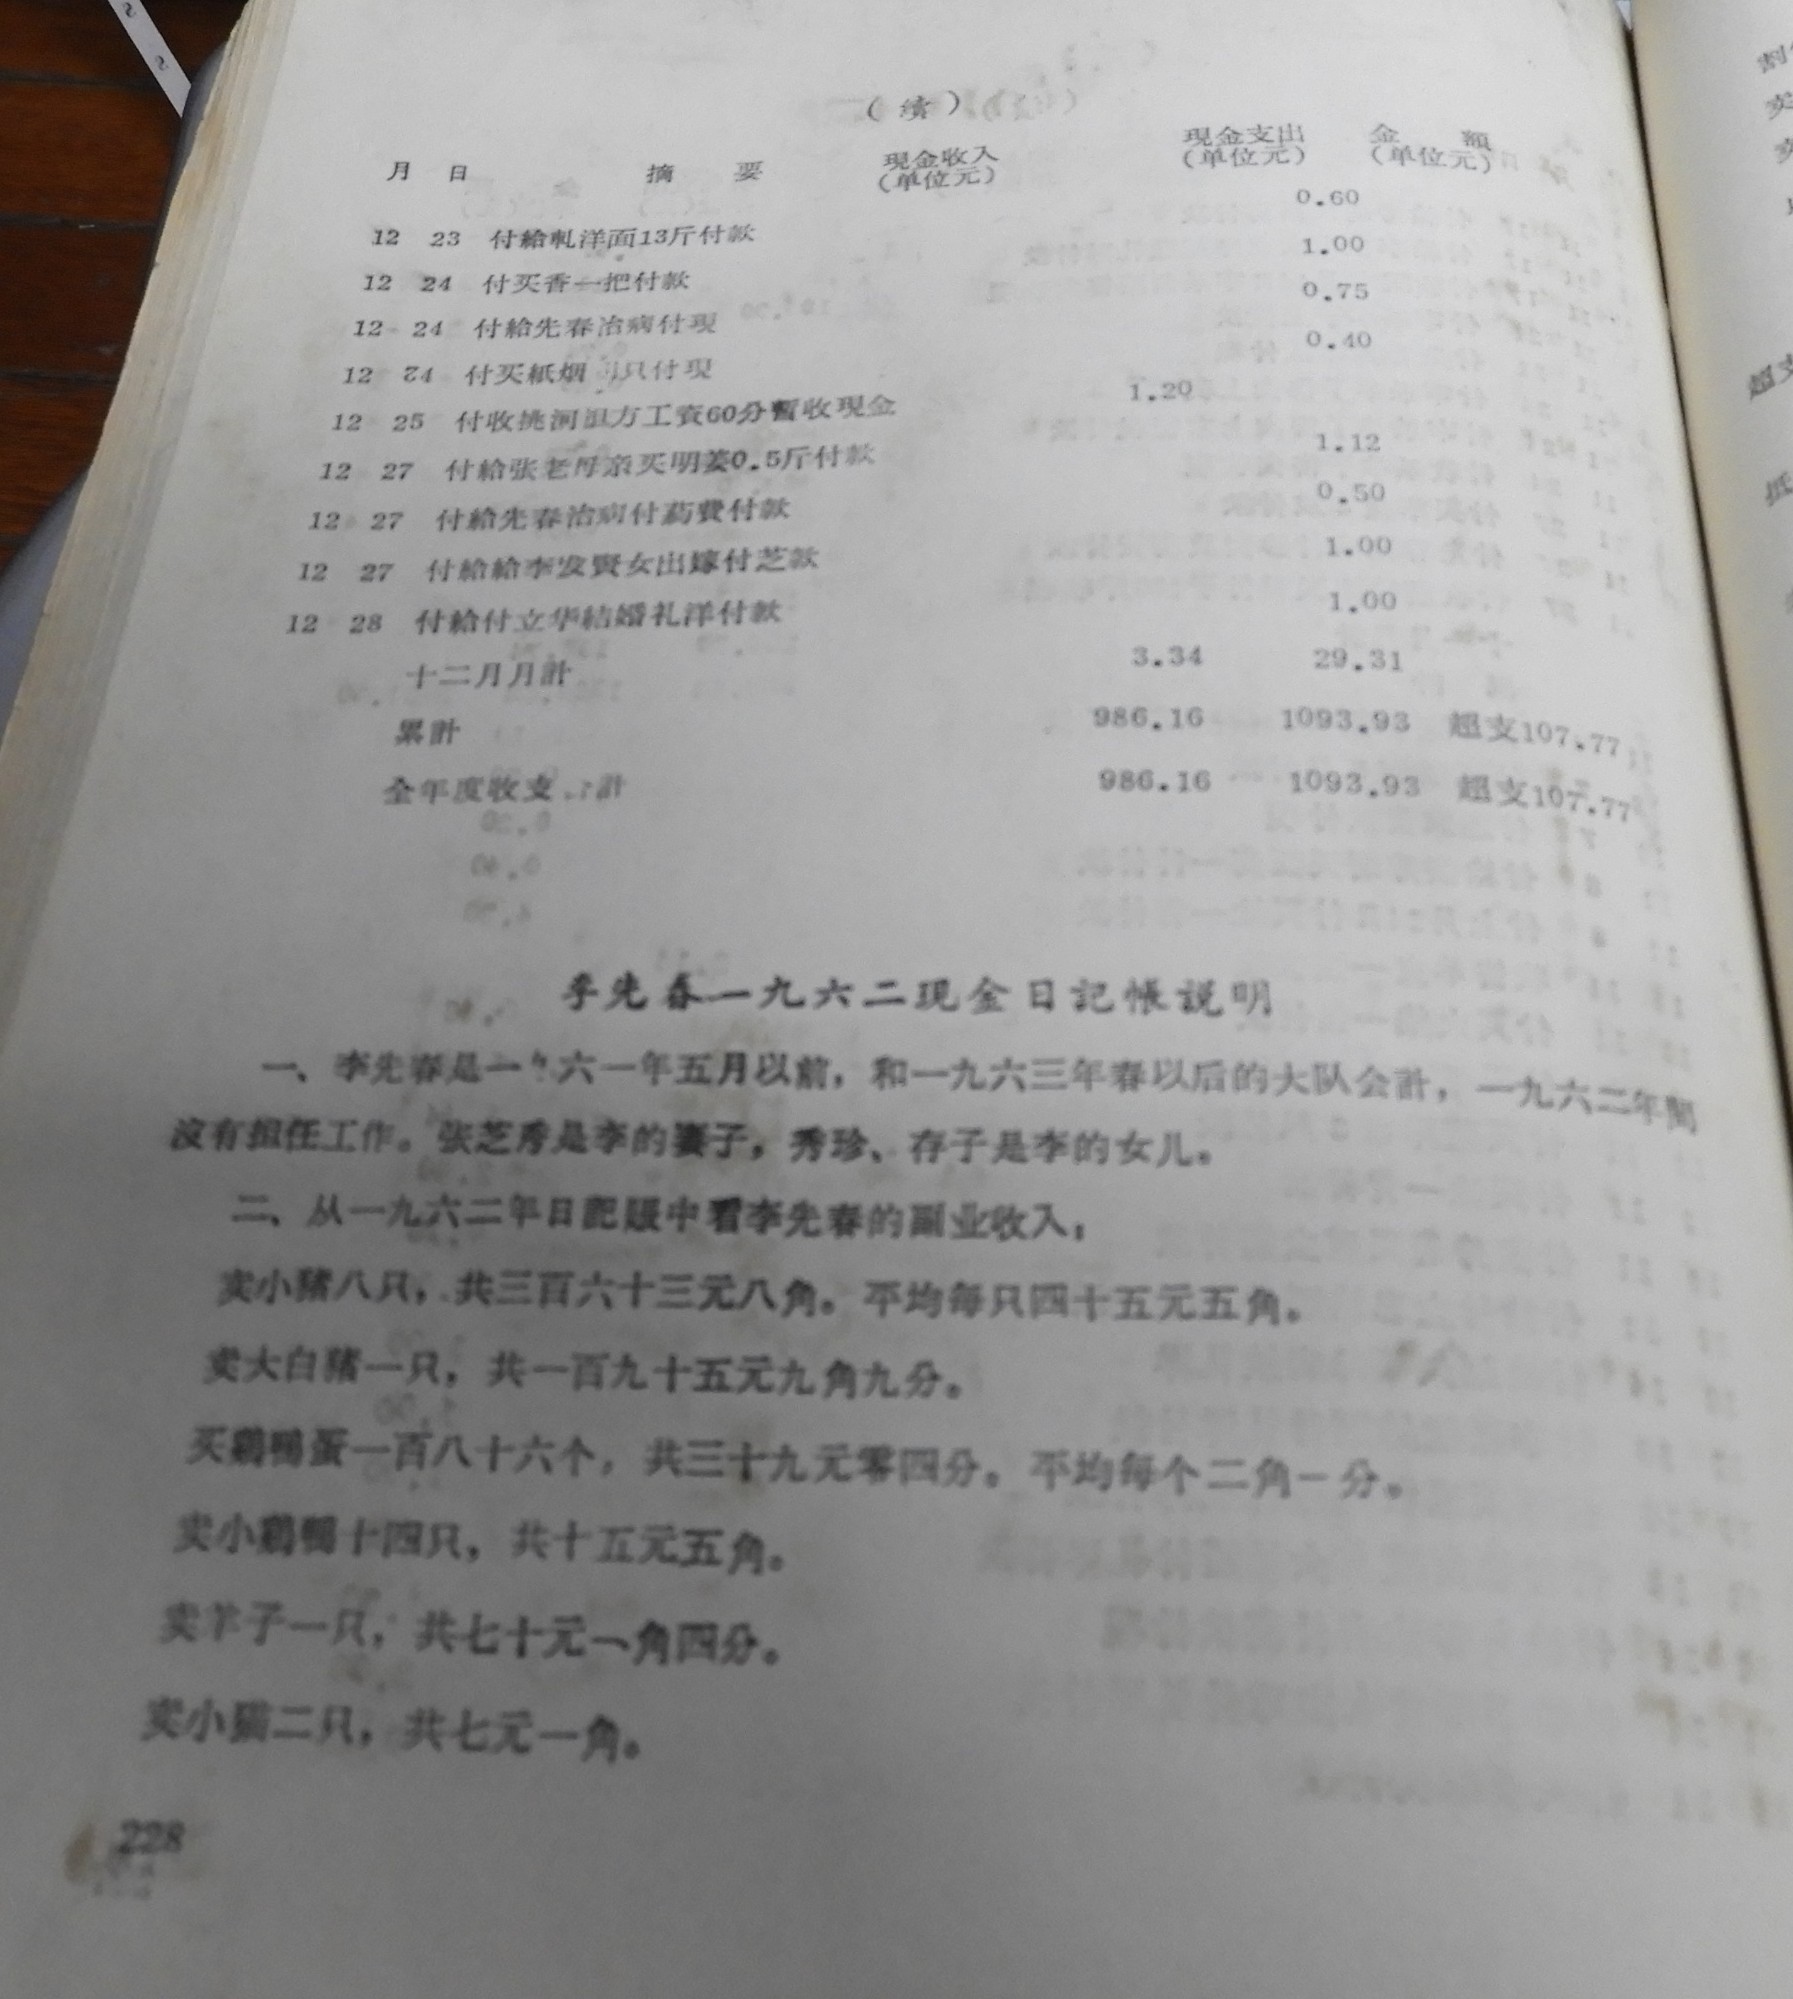 (续)
月 日 摘 要 現金收入(单位元) 現金支出(单位元) 金額(单位元)
12 23 付給軋洋面13斤付款 0.60
12 24 付买香一把付款 1.00
12 24 付給先春治病付現 0.75
12 24 付买紙烟 只付現 0.40
12 25 付收挑河 方工資60分暫收現金 1.20
12 27 付給张老母亲买明姜0.5斤付款 1.12
12 27 付給先春治病付葯費付款 0.50
12 27 付給給李发賢女出嫁付芝款 1.00
12 28 付給付立华結婚礼洋付款 1.00
十二月月計 3.34 29.31
累計 986.16 1093.93 超支107.77
全年度收支 計 986.16 1093.93 超支107.77
李先春一九六二現金日記帳説明
一、李先春是一 六一年五月以前，和一九六三年春以后的大队会計，一九六二年間
沒有担任工作。张芝秀是李的妻子，秀珍、存子是李的女儿。
二、从一九六二年日記賬中看李先春的副业收入：
卖小猪八只，共三百六十三元八角。平均每只四十五元五角。
卖大白猪一只，共一百九十五元九角九分。
买鷄鴨蛋一百八十六个，共三十九元零四分。平均每个二角一分。
卖小鷄鴨十四只，共十五元五角。
卖羊子一只，共七十元一角四分。
卖小猫二只，共七元一角。
228